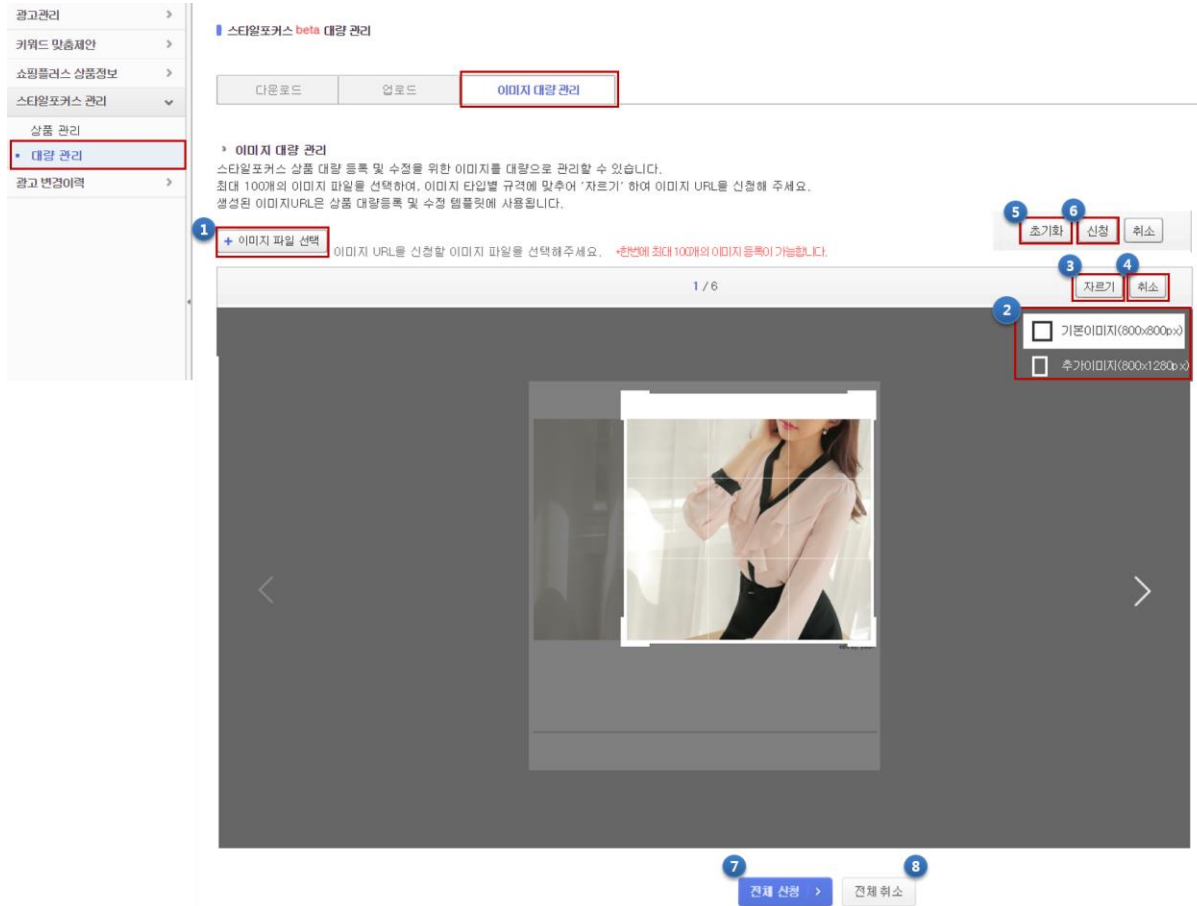 광고관리
키워드 맞춤제안
쇼핑플러스 상품정보
스타일포커스 관리
상품 관리
대량 관리
광고 변경이력
스타일포커스 beta 대량 관리
다운로드
업로드
이미지 대량 관리
이미지 대량 관리
스타일포커스 상품 대량 등록 및 수정을 위한 이미지를 대량으로 관리할 수 있습니다.
최대 100개의 이미지 파일을 선택하여, 이미지 타입별 규격에 맞추어 '자르기' 하여 이미지 URL을 신청해 주세요.
생성된 이미지URL은 상품 대량등록 및 수정 템플릿에 사용됩니다.
1
+ 이미지 파일 선택
이미지 URL을 신청할 이미지 파일을 선택해주세요. *한번에 최대 100개의 이미지 등록이 가능합니다.
5 6
초기화 신청 취소
1 / 6
3 4
자르기 취소
2
기본이미지(800x800px)
추가이미지(800x1280px)
7 8
전체 신청 > 전체 취소